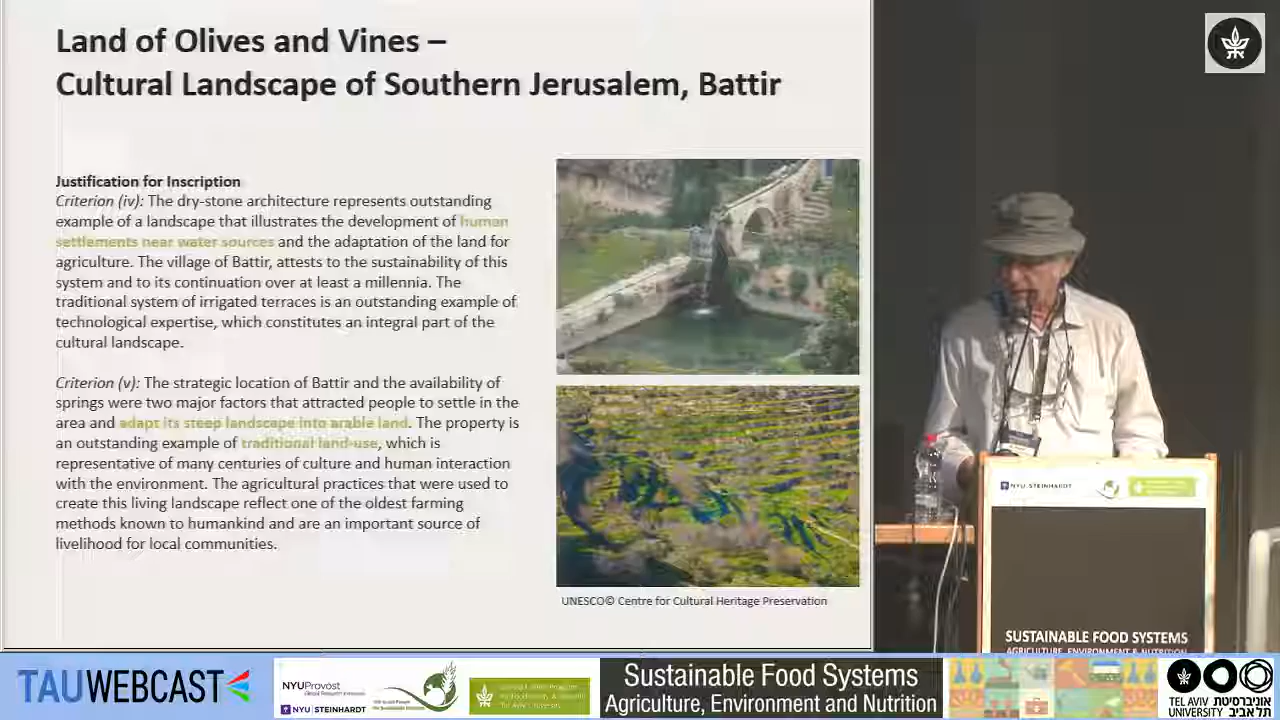 Land of Olives and Vines –
Cultural Landscape of Southern Jerusalem, Battir
Justification for Inscription
Criterion (iv): The dry-stone architecture represents outstanding
example of a landscape that illustrates the development of human
settlements near water sources and the adaptation of the land for
agriculture. The village of Battir, attests to the sustainability of this
system and to its continuation over at least a millennia. The
traditional system of irrigated terraces is an outstanding example of
technological expertise, which constitutes an integral part of the
cultural landscape.
Criterion (v): The strategic location of Battir and the availability of
springs were two major factors that attracted people to settle in the
area and adapt its steep landscape into arable land. The property is
an outstanding example of traditional land-use, which is
representative of many centuries of culture and human interaction
with the environment. The agricultural practices that were used to
create this living landscape reflect one of the oldest farming
methods known to humankind and are an important source of
livelihood for local communities.
UNESCO© Centre for Cultural Heritage Preservation
NYU STEINHARDT
SUSTAINABLE FOOD SYSTEMS
AGRICULTURE, ENVIRONMENT & NUTRITION
TAUWEBCAST
NYUProvost
NYU STEINHARDT
Sustainable Food Systems
Agriculture, Environment and Nutrition
TEL AVIV אוניברסיטת
UNIVERSITY תל אביב